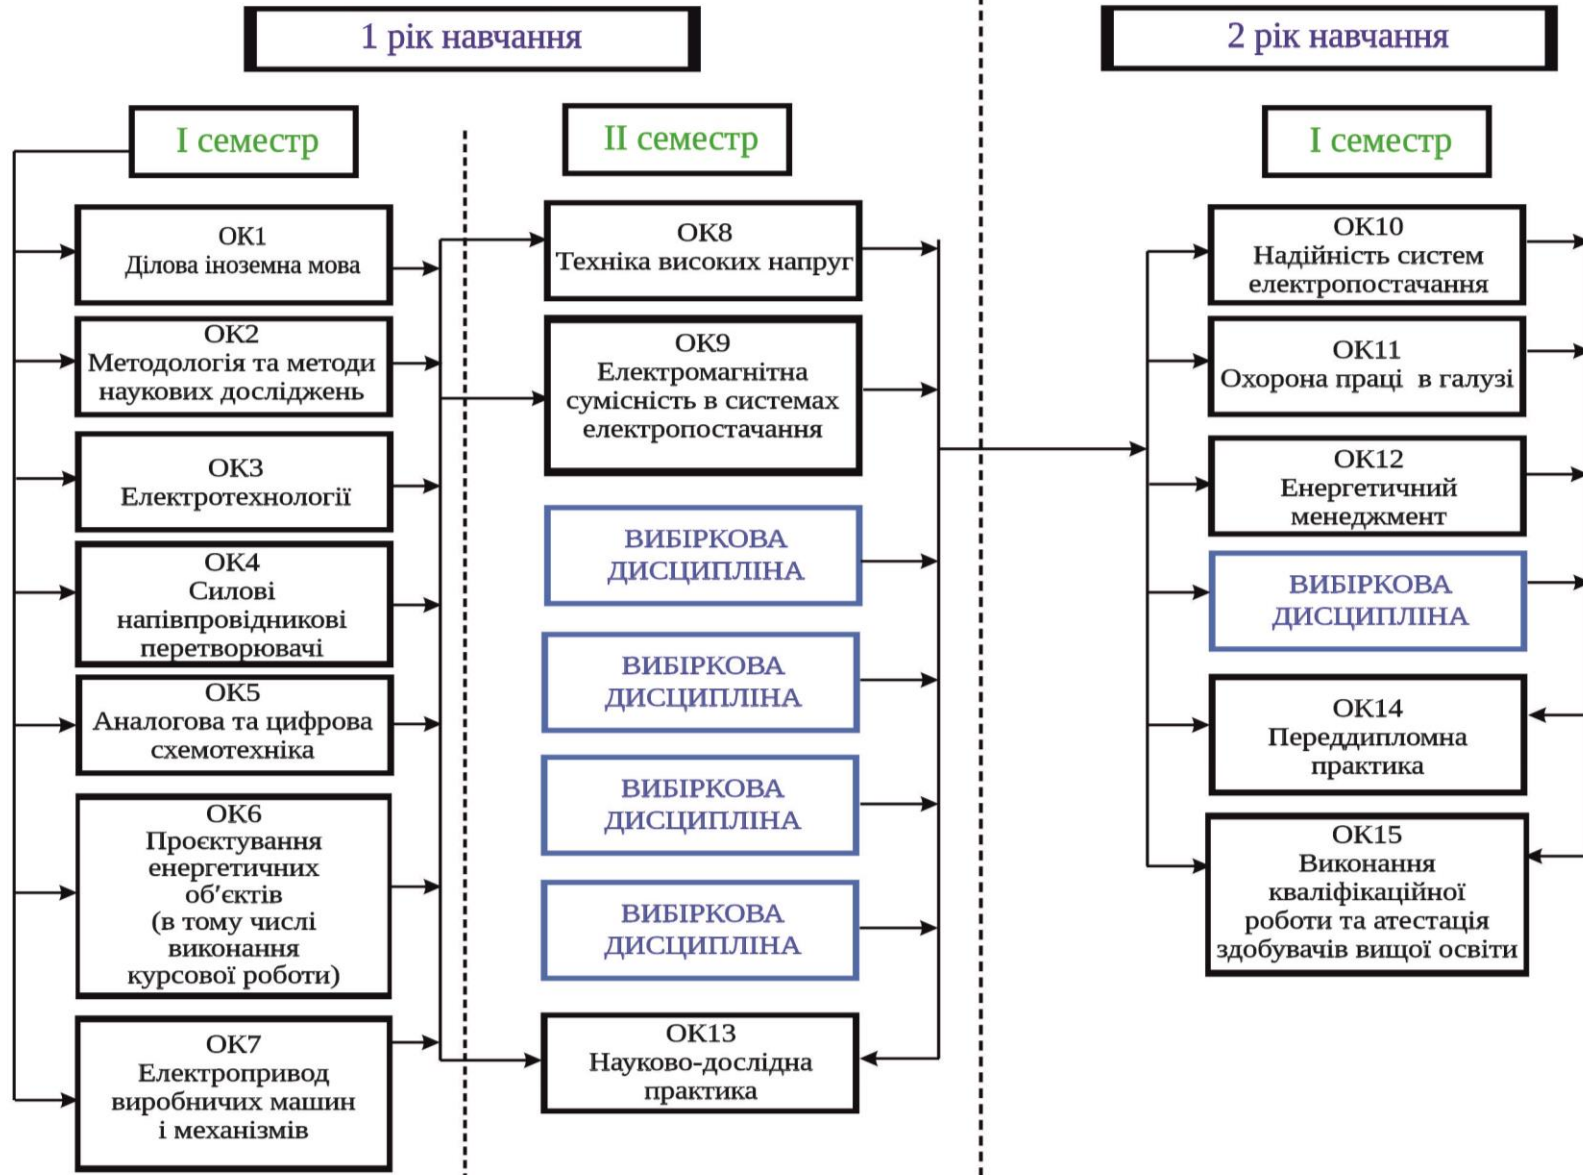 1 рік навчання
2 рік навчання
І семестр
ІІ семестр
І семестр
ОК1
Ділова іноземна мова
ОК2
Методологія та методи
наукових досліджень
ОК3
Електротехнології
ОК4
Силові
напівпровідникові
перетворювачі
ОК5
Аналогова та цифрова
схемотехніка
ОК6
Проєктування
енергетичних
об'єктів
(в тому числі
виконання
курсової роботи)
ОК7
Електропривод
виробничих машин
і механізмів
ОК8
Техніка високих напруг
ОК9
Електромагнітна
сумісність в системах
електропостачання
ВИБІРКОВА
ДИСЦИПЛІНА
ВИБІРКОВА
ДИСЦИПЛІНА
ВИБІРКОВА
ДИСЦИПЛІНА
ВИБІРКОВА
ДИСЦИПЛІНА
ОК13
Науково-дослідна
практика
ОК10
Надійність систем
електропостачання
ОК11
Охорона праці в галузі
ОК12
Енергетичний
менеджмент
ВИБІРКОВА
ДИСЦИПЛІНА
ОК14
Переддипломна
практика
ОК15
Виконання
кваліфікаційної
роботи та атестація
здобувачів вищої освіти